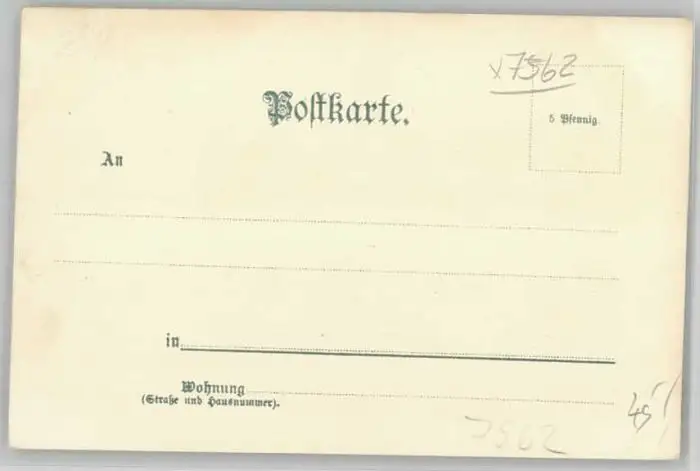 x7562
Postkarte.
5 Pfennig
An
in
Wohnung
(Straße und Hausnummer).
45
7562